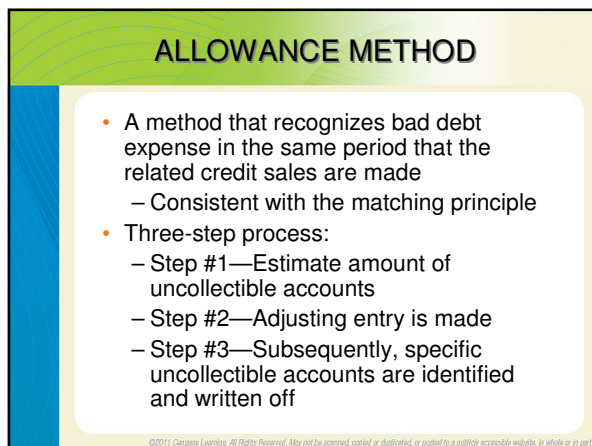 ALLOWANCE METHOD
• A method that recognizes bad debt
expense in the same period that the
related credit sales are made
– Consistent with the matching principle
• Three-step process:
– Step #1—Estimate amount of
uncollectible accounts
– Step #2—Adjusting entry is made
– Step #3—Subsequently, specific
uncollectible accounts are identified
and written off
©2011 Cengage Learning. All Rights Reserved. May not be scanned, copied or duplicated, or posted to a publicly accessible website, in whole or in part